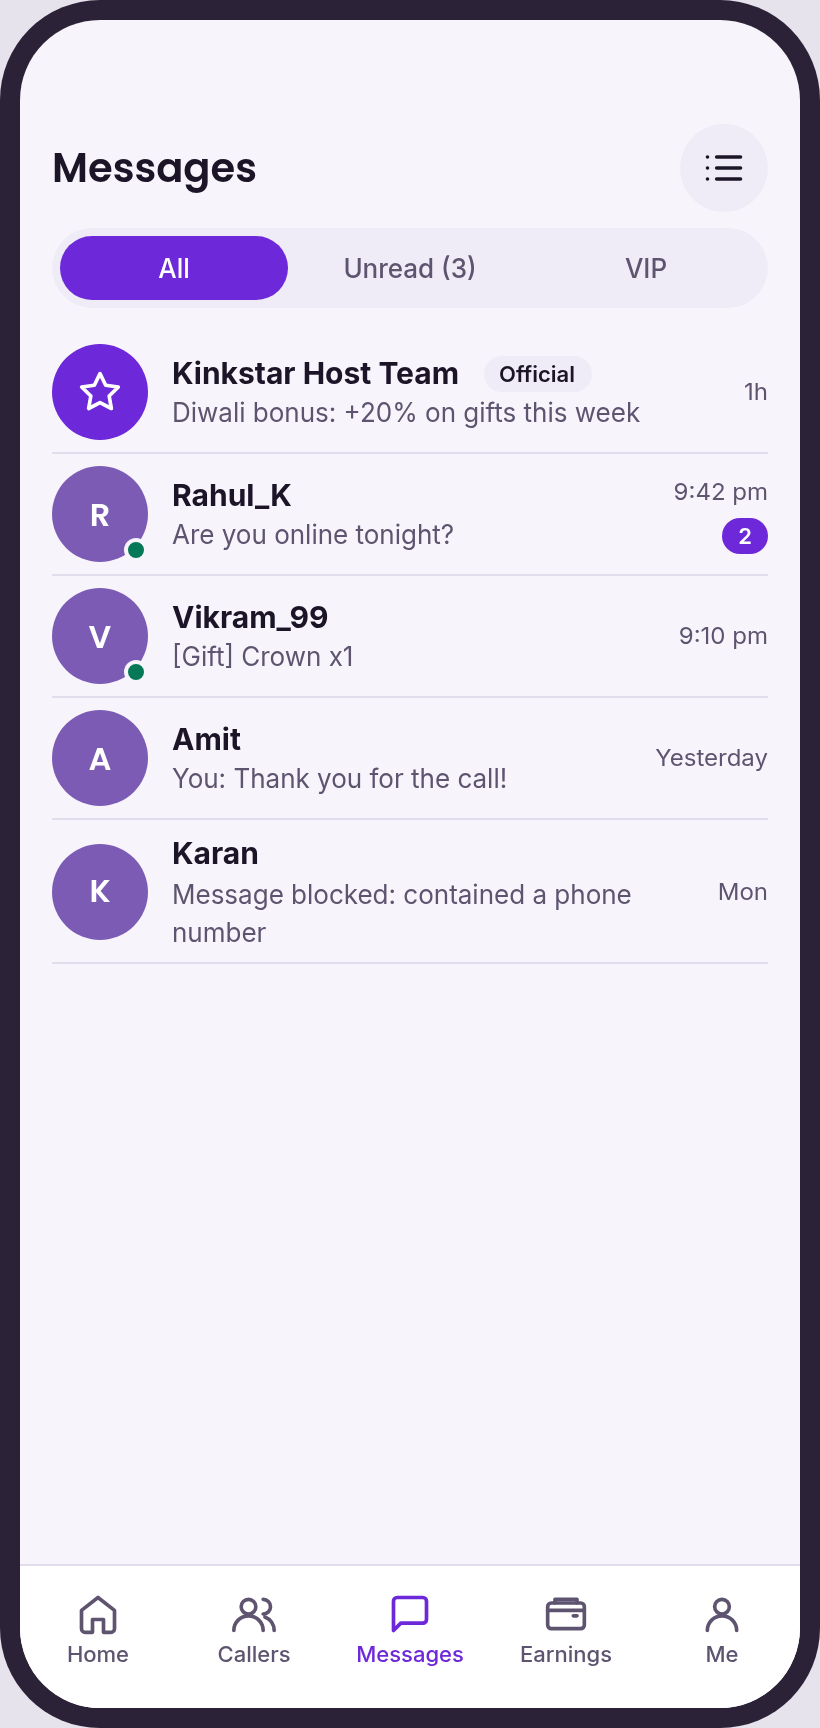 Messages
All
Unread (3)
VIP
Kinkstar Host Team
Official
1h
Diwali bonus: +20% on gifts this week
R
Rahul_K
9:42 pm
Are you online tonight?
2
V
Vikram_99
9:10 pm
[Gift] Crown x1
A
Amit
Yesterday
You: Thank you for the call!
K
Karan
Mon
Message blocked: contained a phone
number
Home
Callers
Messages
Earnings
Me